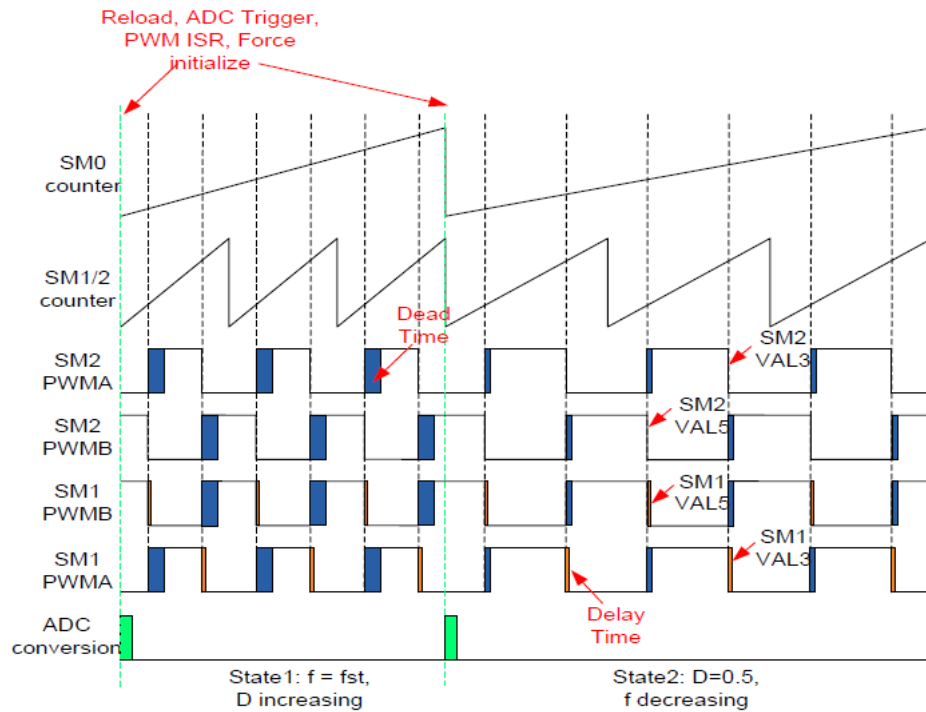 Reload, ADC Trigger,
PWM ISR, Force
initialize
SM0
counter
SM1/2
counter
Dead
Time
SM2
PWMA
SM2
VAL3
SM2
PWMB
SM2
VAL5
SM1
PWMB
SM1
VAL5
SM1
PWMA
SM1
VAL3
Delay
Time
ADC
conversion
State1: f = fst,
D increasing
State2: D=0.5,
f decreasing